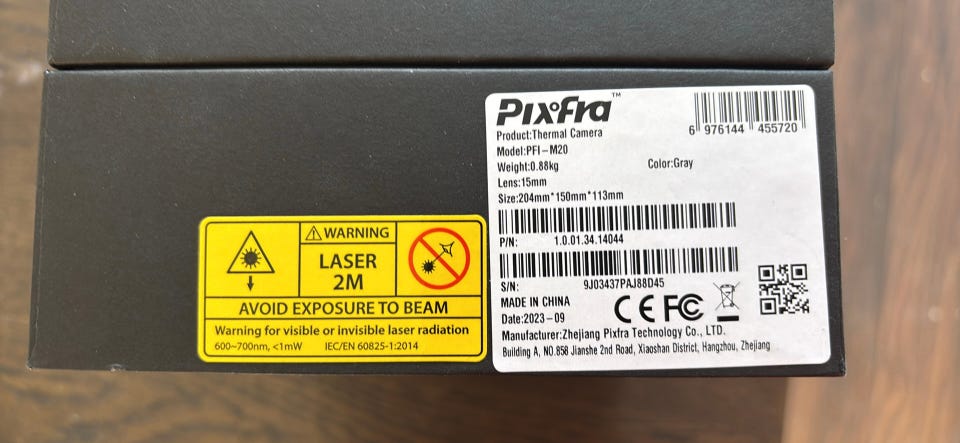 PIxfra™
6 976144 455720
Product:Thermal Camera
Model:PFI-M20
Weight:0.88kg
Color:Gray
Lens:15mm
Size:204mm*150mm*113mm
P/N: 1.0.01.34.14044
S/N: 9J03437PAJ88D45
MADE IN CHINA
CE FC
Date:2023-09
Manufacturer:Zhejiang Pixfra Technology Co., LTD.
Building A, NO.858 Jianshe 2nd Road, Xiaoshan District, Hangzhou, Zhejiang
WARNING
LASER
2M
AVOID EXPOSURE TO BEAM
Warning for visible or invisible laser radiation
600~700nm, <1mW IEC/EN 60825-1:2014